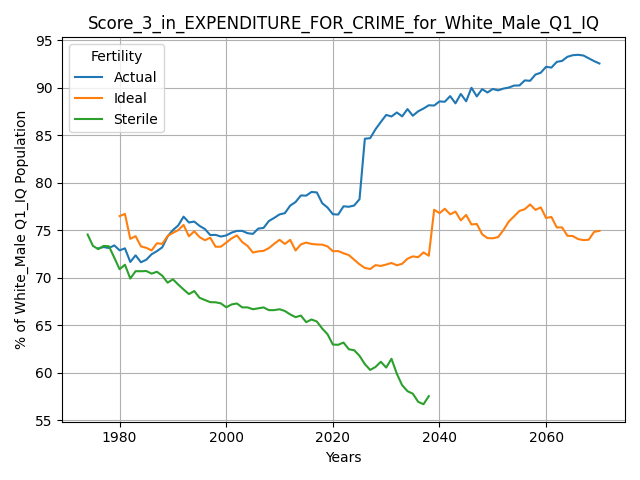 Score_3_in_EXPENDITURE_FOR_CRIME_for_White_Male_Q1_IQ
Fertility
Actual
Ideal
Sterile
95
90
85
80
75
70
65
60
55
% of White_Male Q1_IQ Population
1980 2000 2020 2040 2060
Years